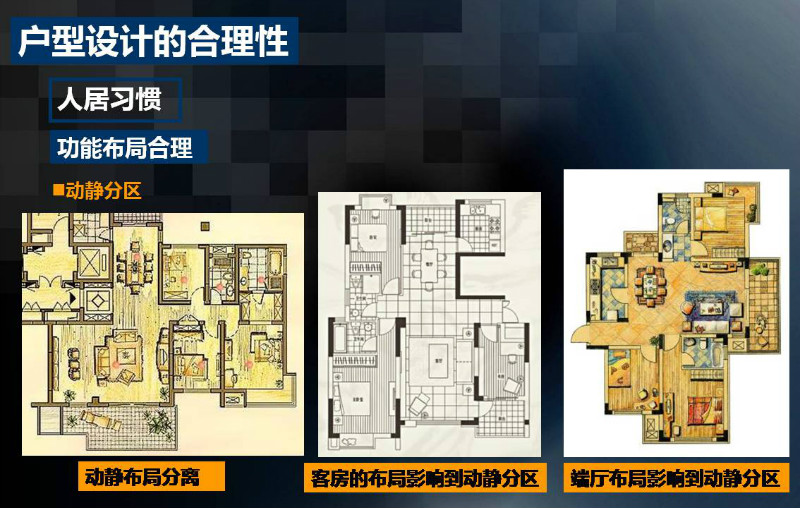 户型设计的合理性
人居习惯
功能布局合理
动静分区
动静布局分离
客房的布局影响到动静分区
端厅布局影响到动静分区